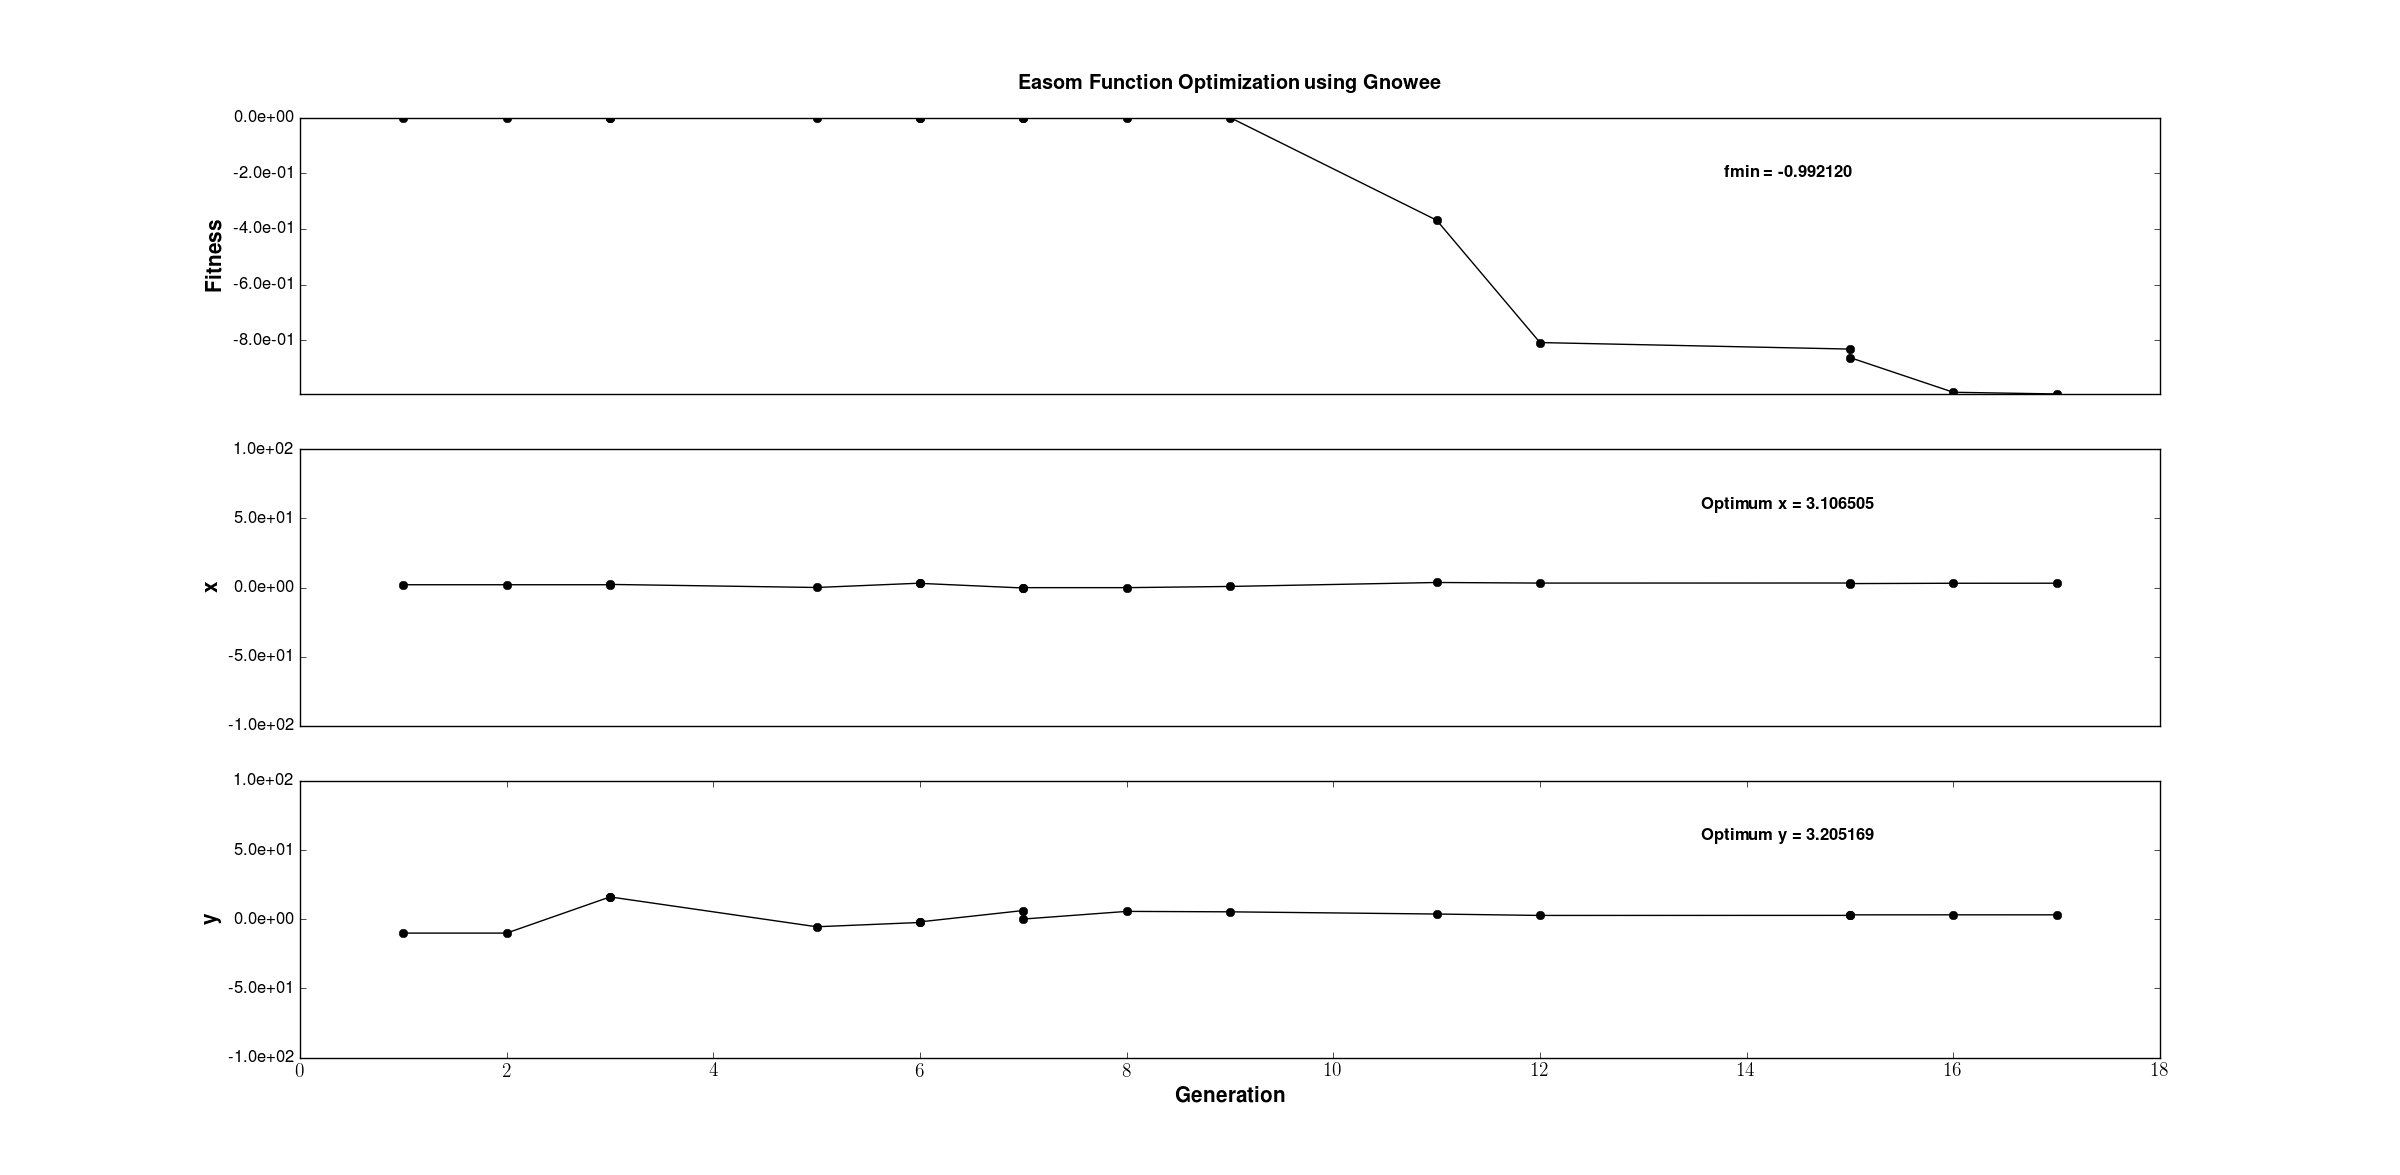 Easom Function Optimization using Gnowee
0.0e+00
-2.0e-01
-4.0e-01
-6.0e-01
-8.0e-01
Fitness
fmin = -0.992120
1.0e+02
5.0e+01
0.0e+00
-5.0e+01
-1.0e+02
x
Optimum x = 3.106505
1.0e+02
5.0e+01
0.0e+00
-5.0e+01
-1.0e+02
y
Optimum y = 3.205169
0 2 4 6 8 10 12 14 16 18
Generation